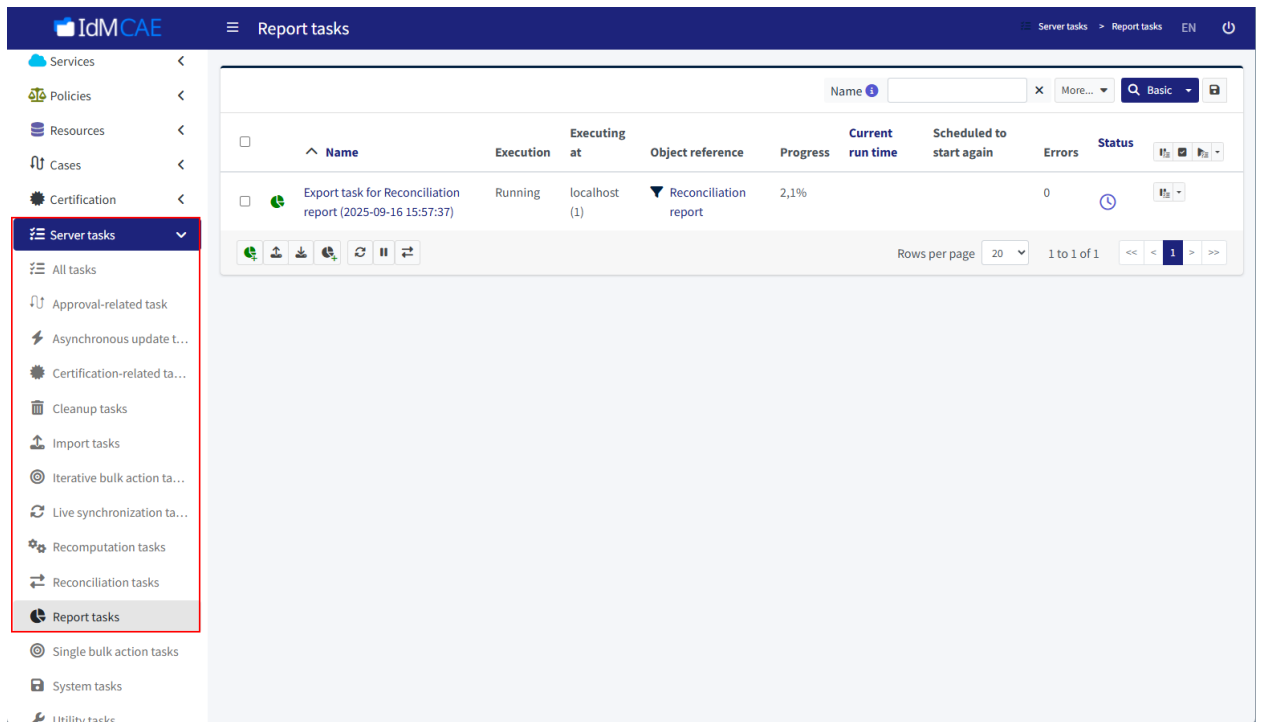 IdMCAE
Report tasks
Server tasks > Report tasks
EN
Services
Policies
Resources
Cases
Certification
Server tasks
All tasks
Approval-related task
Asynchronous update t...
Certification-related ta...
Cleanup tasks
Import tasks
Iterative bulk action ta...
Live synchronization ta...
Recomputation tasks
Reconciliation tasks
Report tasks
Single bulk action tasks
System tasks
Utility tasks
Name
More...
Basic
Name
Execution
Executing
at
Object reference
Progress
Current
run time
Scheduled to
start again
Errors
Status
Export task for Reconciliation
report (2025-09-16 15:57:37)
Running
localhost
(1)
Reconciliation
report
2,1%
0
Rows per page
20
1 to 1 of 1
<< < 1 > >>